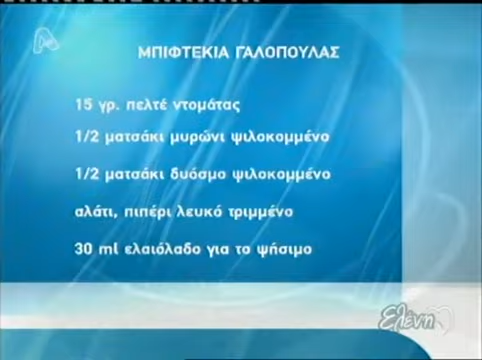 ΜΠΙΦΤΕΚΙΑ ΓΑΛΟΠΟΥΛΑΣ
15 γρ. πελτέ ντομάτας
1/2 ματσάκι μυρώνι ψιλοκομμένο
1/2 ματσάκι δυόσμο ψιλοκομμένο
αλάτι, πιπέρι λευκό τριμμένο
30 ml ελαιόλαδο για το ψήσιμο
Ελένη